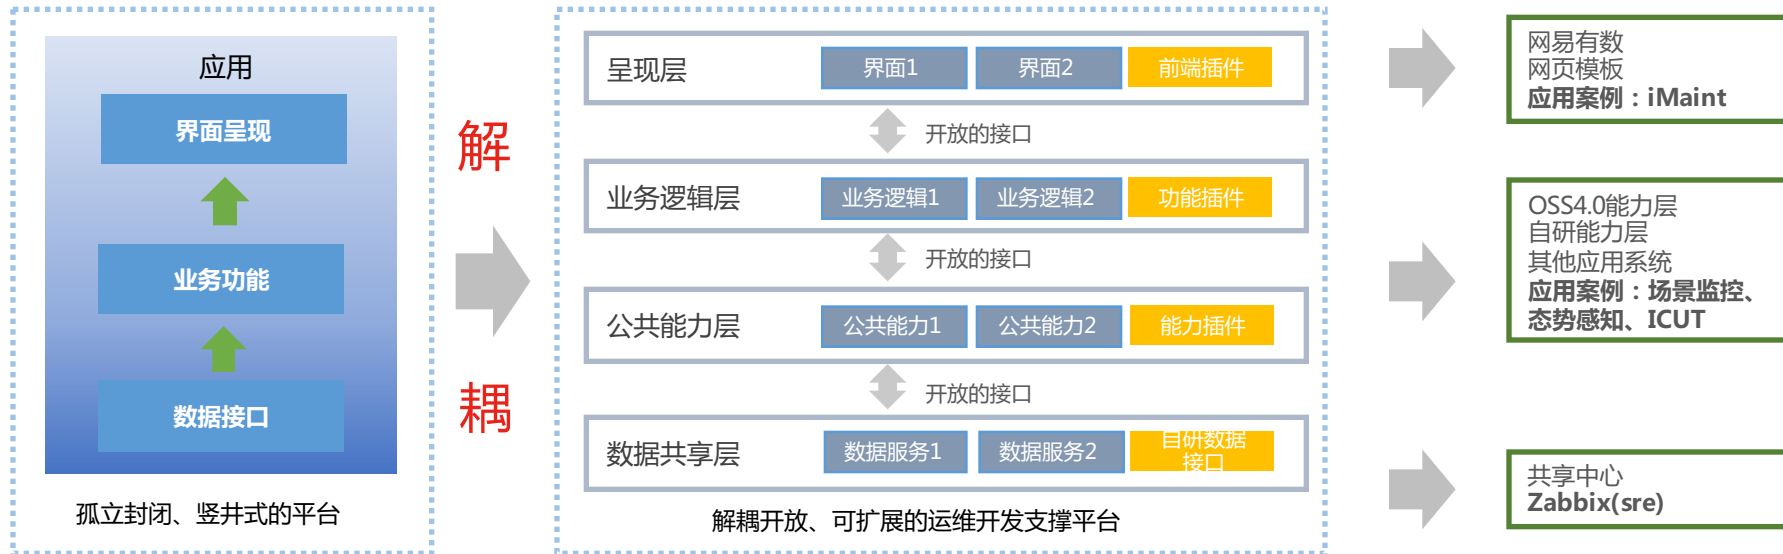 应用
界面呈现
业务功能
数据接口
孤立封闭、竖井式的平台
解
耦
呈现层
界面1
界面2
前端插件
开放的接口
业务逻辑层
业务逻辑1
业务逻辑2
功能插件
开放的接口
公共能力层
公共能力1
公共能力2
能力插件
开放的接口
数据共享层
数据服务1
数据服务2
自研数据
接口
解耦开放、可扩展的运维开发支撑平台
网易有数
网页模板
应用案例：iMaint
OSS4.0能力层
自研能力层
其他应用系统
应用案例：场景监控、
态势感知、ICUT
共享中心
Zabbix(sre)